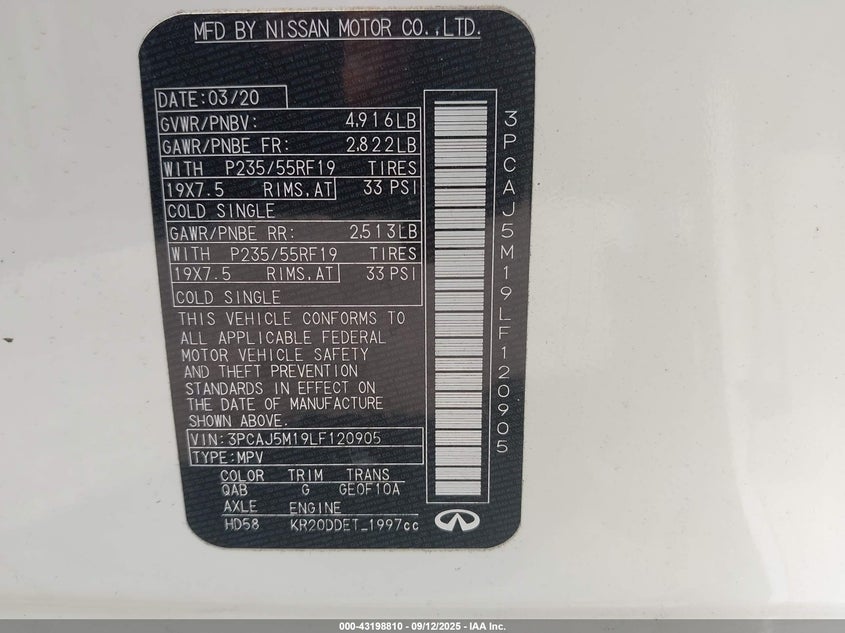 MFD BY NISSAN MOTOR CO.,LTD.
DATE:03/20
GVWR/PNBV: 4,916LB
GAWR/PNBE FR: 2,822LB
WITH P235/55RF19 TIRES
19X7.5 RIMS,AT 33 PSI
COLD SINGLE
GAWR/PNBE RR: 2,513LB
WITH P235/55RF19 TIRES
19X7.5 RIMS,AT 33 PSI
COLD SINGLE
THIS VEHICLE CONFORMS TO
ALL APPLICABLE FEDERAL
MOTOR VEHICLE SAFETY
AND THEFT PREVENTION
STANDARDS IN EFFECT ON
THE DATE OF MANUFACTURE
SHOWN ABOVE.
VIN:3PCAJ5M19LF120905
TYPE:MPV
COLOR TRIM TRANS
QAB G GE0F10A
AXLE ENGINE
HD58 KR20DDET_1997cc
3PCAJ5M19LF120905
000-43198810 - 09/12/2025 - IAA Inc.